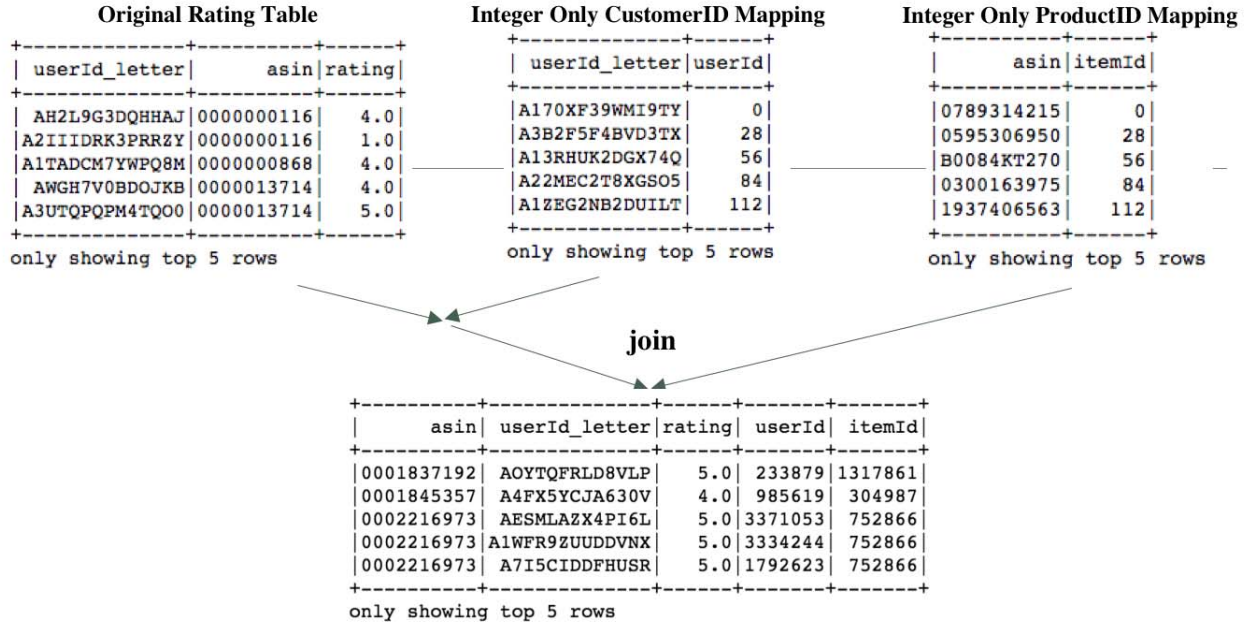 Original Rating Table
+--------------+----------+------+
| userId_letter|      asin|rating|
+--------------+----------+------+
| AH2L9G3DQHHAJ|0000000116|   4.0|
|A2IIIDRK3PRRZY|0000000116|   1.0|
|A1TADCM7YWPQ8M|0000000868|   4.0|
| AWGH7V0BDOJKB|0000013714|   4.0|
|A3UTQPQPM4TQO0|0000013714|   5.0|
+--------------+----------+------+
only showing top 5 rows
Integer Only CustomerID Mapping
+--------------+------+
| userId_letter|userId|
+--------------+------+
|A170XF39WMI9TY|     0|
|A3B2F5F4BVD3TX|    28|
|A13RHUK2DGX74Q|    56|
|A22MEC2T8XGSO5|    84|
|A1ZEG2NB2DUILT|   112|
+--------------+------+
only showing top 5 rows
Integer Only ProductID Mapping
+----------+------+
|      asin|itemId|
+----------+------+
|0789314215|     0|
|0595306950|    28|
|B0084KT270|    56|
|0300163975|    84|
|1937406563|   112|
+----------+------+
only showing top 5 rows
join
+----------+--------------+------+-------+-------+
|      asin| userId_letter|rating| userId| itemId|
+----------+--------------+------+-------+-------+
|0001837192| AOYTQFRLD8VLP|   5.0| 233879|1317861|
|0001845357| A4FX5YCJA630V|   4.0| 985619| 304987|
|0002216973| AESMLAZX4PI6L|   5.0|3371053| 752866|
|0002216973|A1WFR9ZUUDDVNX|   5.0|3334244| 752866|
|0002216973| A7I5CIDDFHUSR|   5.0|1792623| 752866|
+----------+--------------+------+-------+-------+
only showing top 5 rows